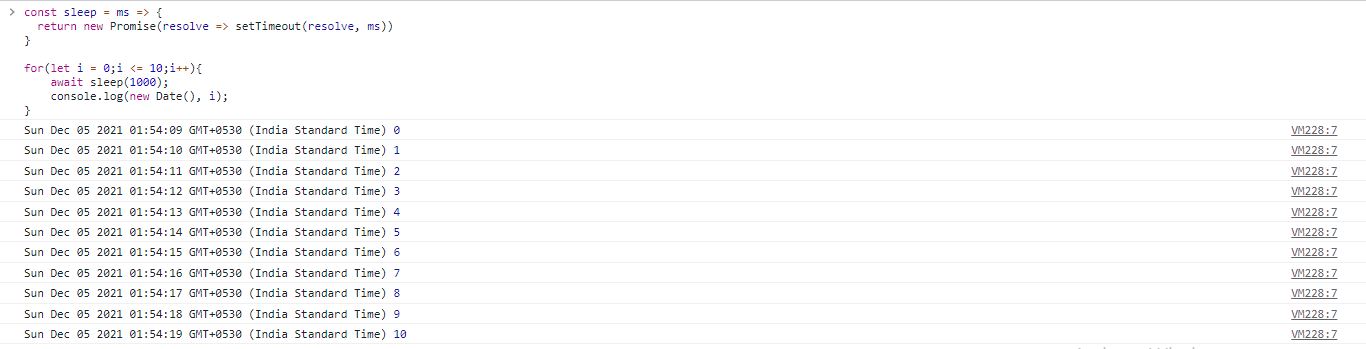 > const sleep = ms => {
  return new Promise(resolve => setTimeout(resolve, ms))
}

for(let i = 0;i <= 10;i++){
    await sleep(1000);
    console.log(new Date(), i);
}
Sun Dec 05 2021 01:54:09 GMT+0530 (India Standard Time) 0 VM228:7
Sun Dec 05 2021 01:54:10 GMT+0530 (India Standard Time) 1 VM228:7
Sun Dec 05 2021 01:54:11 GMT+0530 (India Standard Time) 2 VM228:7
Sun Dec 05 2021 01:54:12 GMT+0530 (India Standard Time) 3 VM228:7
Sun Dec 05 2021 01:54:13 GMT+0530 (India Standard Time) 4 VM228:7
Sun Dec 05 2021 01:54:14 GMT+0530 (India Standard Time) 5 VM228:7
Sun Dec 05 2021 01:54:15 GMT+0530 (India Standard Time) 6 VM228:7
Sun Dec 05 2021 01:54:16 GMT+0530 (India Standard Time) 7 VM228:7
Sun Dec 05 2021 01:54:17 GMT+0530 (India Standard Time) 8 VM228:7
Sun Dec 05 2021 01:54:18 GMT+0530 (India Standard Time) 9 VM228:7
Sun Dec 05 2021 01:54:19 GMT+0530 (India Standard Time) 10 VM228:7